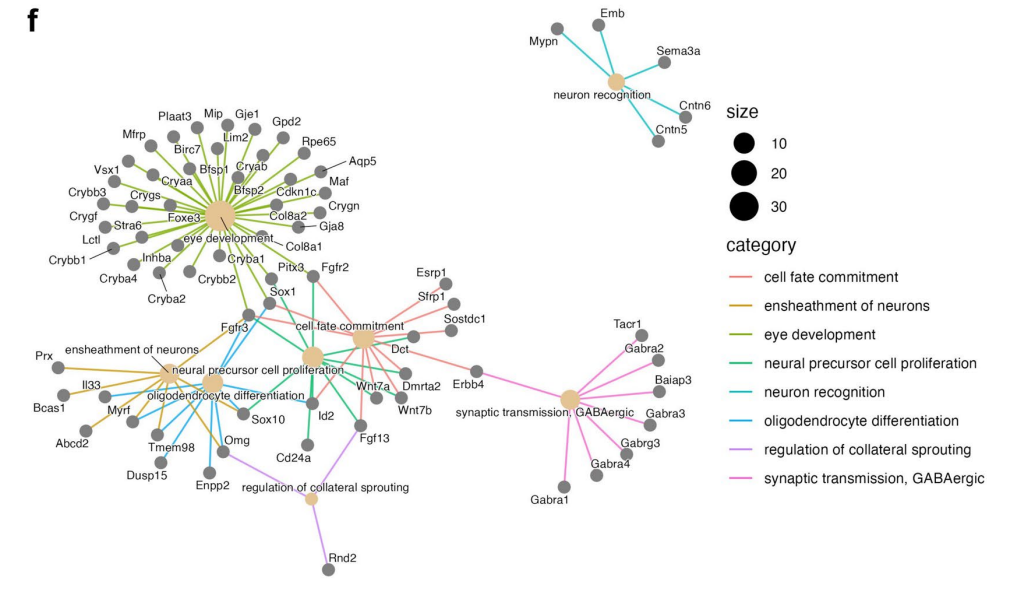 f
Emb
Mypn
Sema3a
neuron recognition
Cntn6
Cntn5
Plaat3
Mip
Gje1
Gpd2
Mfrp
Lim2
Birc7
Rpe65
Vsx1
Bfsp1
Cryab
Aqp5
Cryaa
Bfsp2
Cdkn1c
Maf
Crybb3
Crygs
Crygn
Crygf
Stra6
Foxe3
Col8a2
Gja8
Lctl
eye development
Col8a1
Crybb1
Innba
Cryba1
Cryba4
Crybb2
Cryba2
Pitx3
Fgfr2
Sox1
Esrp1
Sfrp1
Sostdc1
Fgfr3
cell fate commitment
Dct
Prx
ensheathment of neurons
neural precursor cell proliferation
Erbb4
Il33
oligodendrocyte differentiation
Wnt7a
Dmrta2
Wnt7b
Bcas1
Myrf
Sox10
Id2
Abcd2
Tmem98
Omg
Fgf13
Cd24a
Dusp15
Enpp2
regulation of collateral sprouting
Rnd2
Tacr1
Gabra2
Baiap3
synaptic transmission, GABAergic
Gabra3
Gabrg3
Gabra4
Gabra1
size
10
20
30
category
cell fate commitment
ensheathment of neurons
eye development
neural precursor cell proliferation
neuron recognition
oligodendrocyte differentiation
regulation of collateral sprouting
synaptic transmission, GABAergic